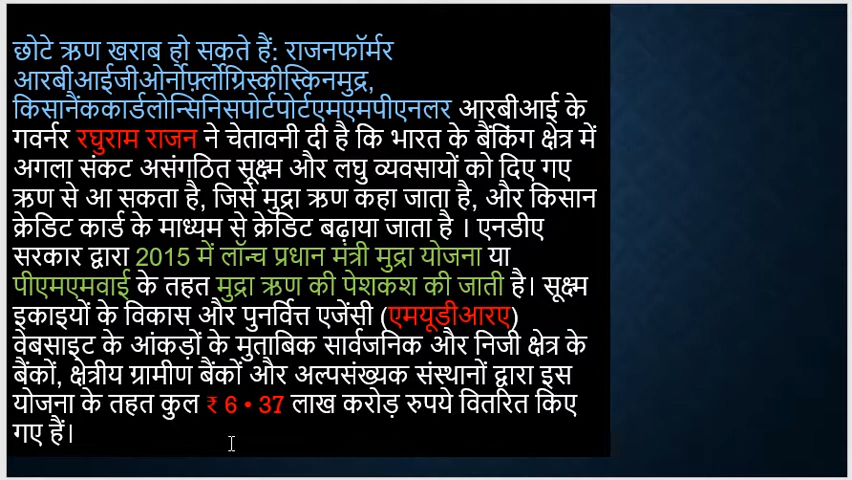 छोटे ऋण खराब हो सकते हैं: राजनफॉर्मर
आरबीआईजीओर्नोर्फ़्लोग्रिस्कीस्किनमुद्र,
किसानैंककार्डलोन्सिनिसपोर्टपोर्टएमएमपीएनलर आरबीआई के
गवर्नर रघुराम राजन ने चेतावनी दी है कि भारत के बैंकिंग क्षेत्र में
अगला संकट असंगठित सूक्ष्म और लघु व्यवसायों को दिए गए
ऋण से आ सकता है, जिसे मुद्रा ऋण कहा जाता है, और किसान
क्रेडिट कार्ड के माध्यम से क्रेडिट बढ़ाया जाता है । एनडीए
सरकार द्वारा 2015 में लॉन्च प्रधान मंत्री मुद्रा योजना या
पीएमएमवाई के तहत मुद्रा ऋण की पेशकश की जाती है। सूक्ष्म
इकाइयों के विकास और पुनर्वित्त एजेंसी (एमयूडीआरए)
वेबसाइट के आंकड़ों के मुताबिक सार्वजनिक और निजी क्षेत्र के
बैंकों, क्षेत्रीय ग्रामीण बैंकों और अल्पसंख्यक संस्थानों द्वारा इस
योजना के तहत कुल ₹ 6 • 37 लाख करोड़ रुपये वितरित किए
गए हैं।